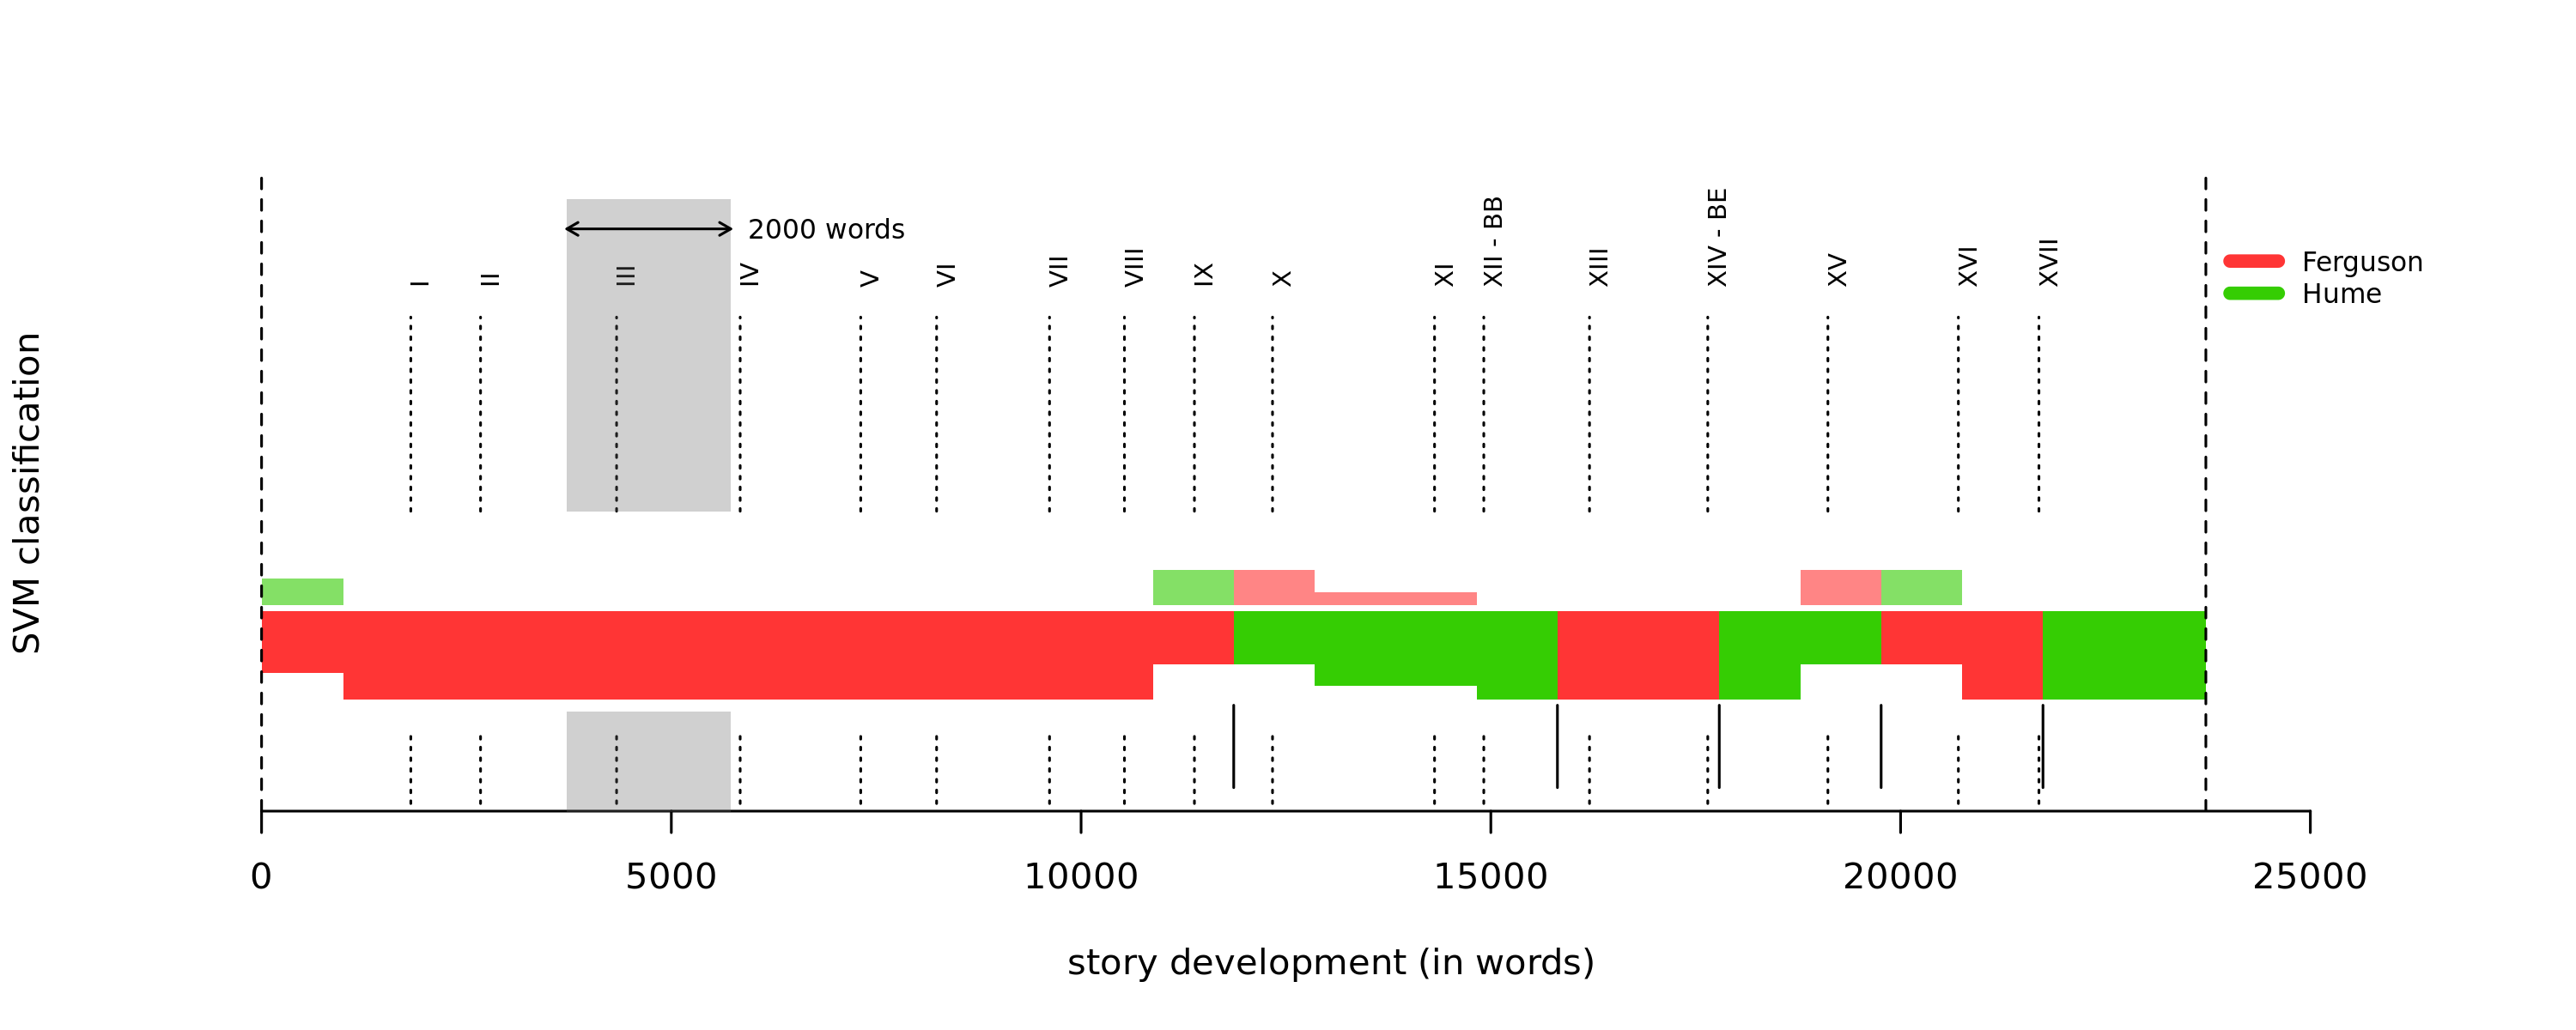 XII - BB
XIV - BE
2000 words
I
II
III
IV
V
VI
VII
VIII
IX
X
XI
XIII
XV
XVI
XVII
Ferguson
Hume
SVM classification
0
5000
10000
15000
20000
25000
story development (in words)